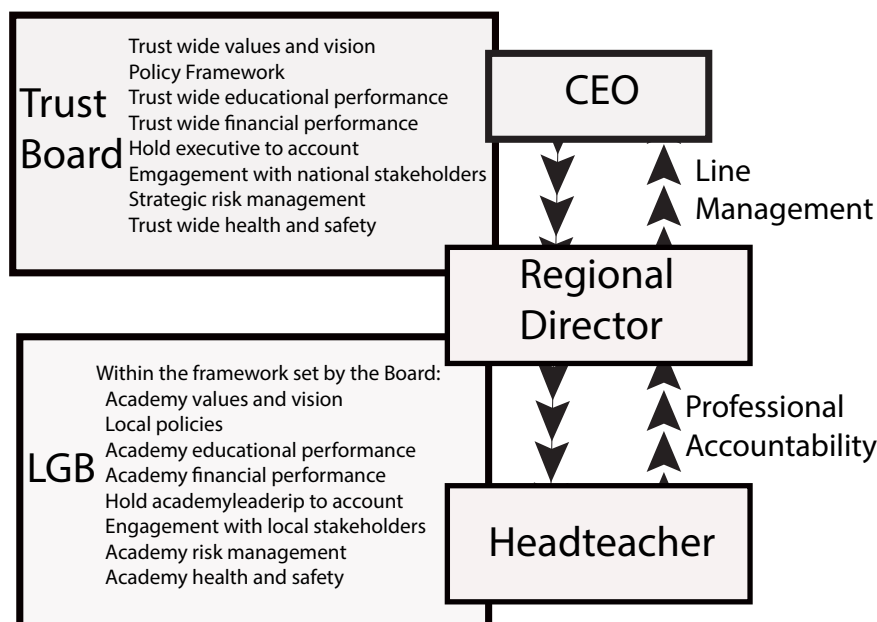 Trust
Board
Trust wide values and vision
Policy Framework
Trust wide educational performance
Trust wide financial performance
Hold executive to account
Emgagement with national stakeholders
Strategic risk management
Trust wide health and safety
CEO
Line
Management
Regional
Director
LGB
Within the framework set by the Board:
Academy values and vision
Local policies
Academy educational performance
Academy financial performance
Hold academyleaderip to account
Engagement with local stakeholders
Academy risk management
Academy health and safety
Professional
Accountability
Headteacher